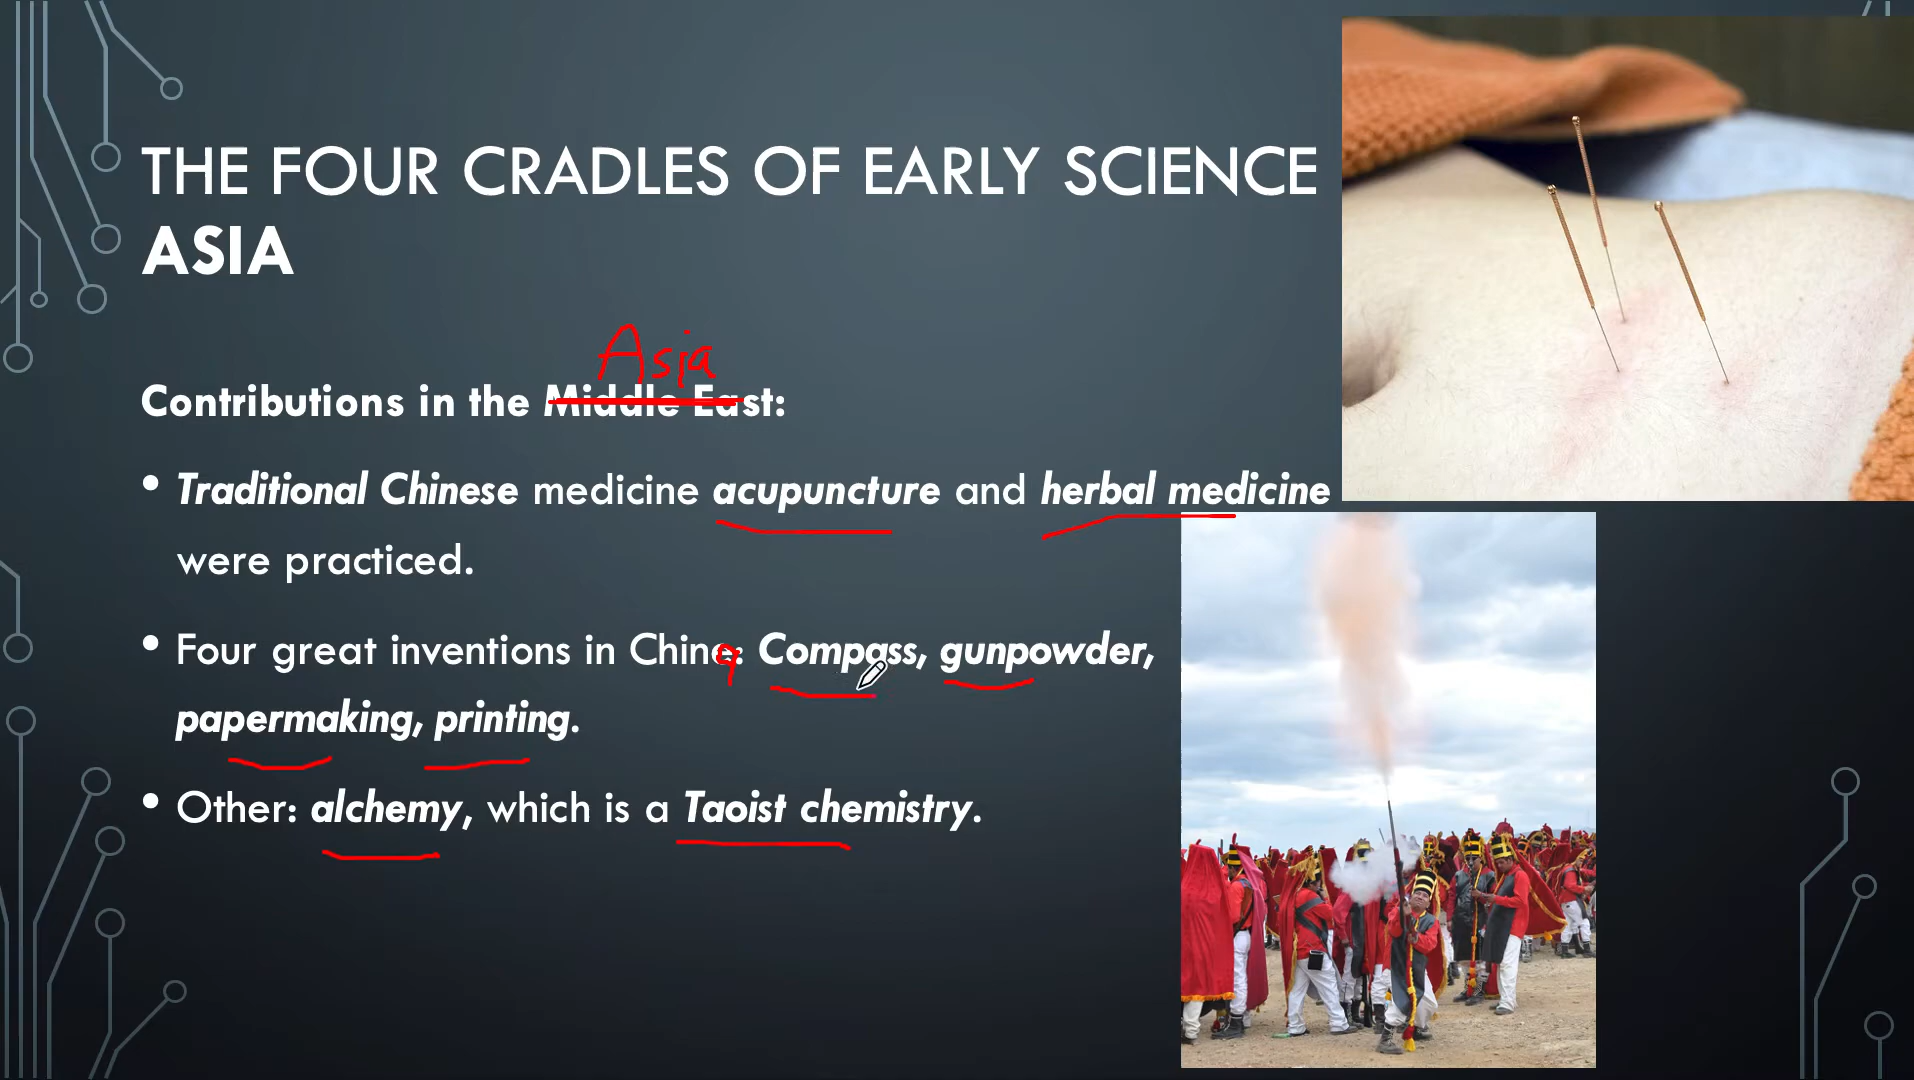 THE FOUR CRADLES OF EARLY SCIENCE
ASIA
Asia
Contributions in the Middle East:
• Traditional Chinese medicine acupuncture and herbal medicine
were practiced.
• Four great inventions in China: Compass, gunpowder,
papermaking, printing.
• Other: alchemy, which is a Taoist chemistry.